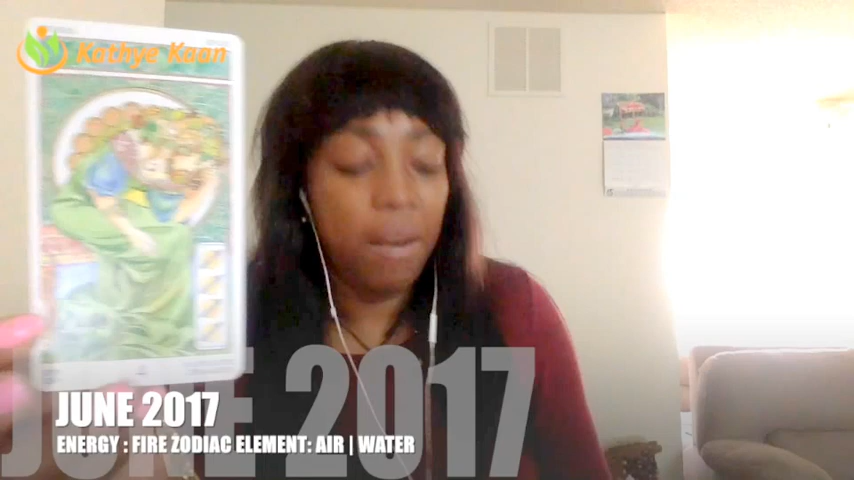 Kathye Kaan
JUNE 2017
JUNE 2017
ENERGY : FIRE ZODIAC ELEMENT: AIR | WATER